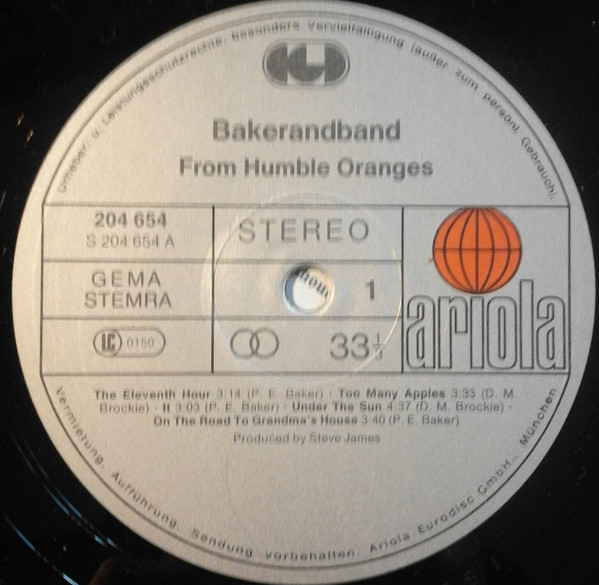 Urheber- u. Leistungsschutzrechte, besonders Vervielfältigung (außer zum persönl. Gebrauch),
Bakerandband
From Humble Oranges
204 654
S 204 654 A
STEREO
GEMA
STEMRA
1
LC 0150
33 1/3
ariola
The Eleventh Hour 3:14 (P. E. Baker) · Too Many Apples 3:33 (D. M.
Brockie) · It 3:03 (P. E. Baker) · Under The Sun 4:37 (D. M. Brockie) ·
On The Road To Grandma's House 3:40 (P. E. Baker)
Produced by Steve James
Vermietung, Aufführung, Sendung vorbehalten. Ariola-Eurodisc GmbH., München